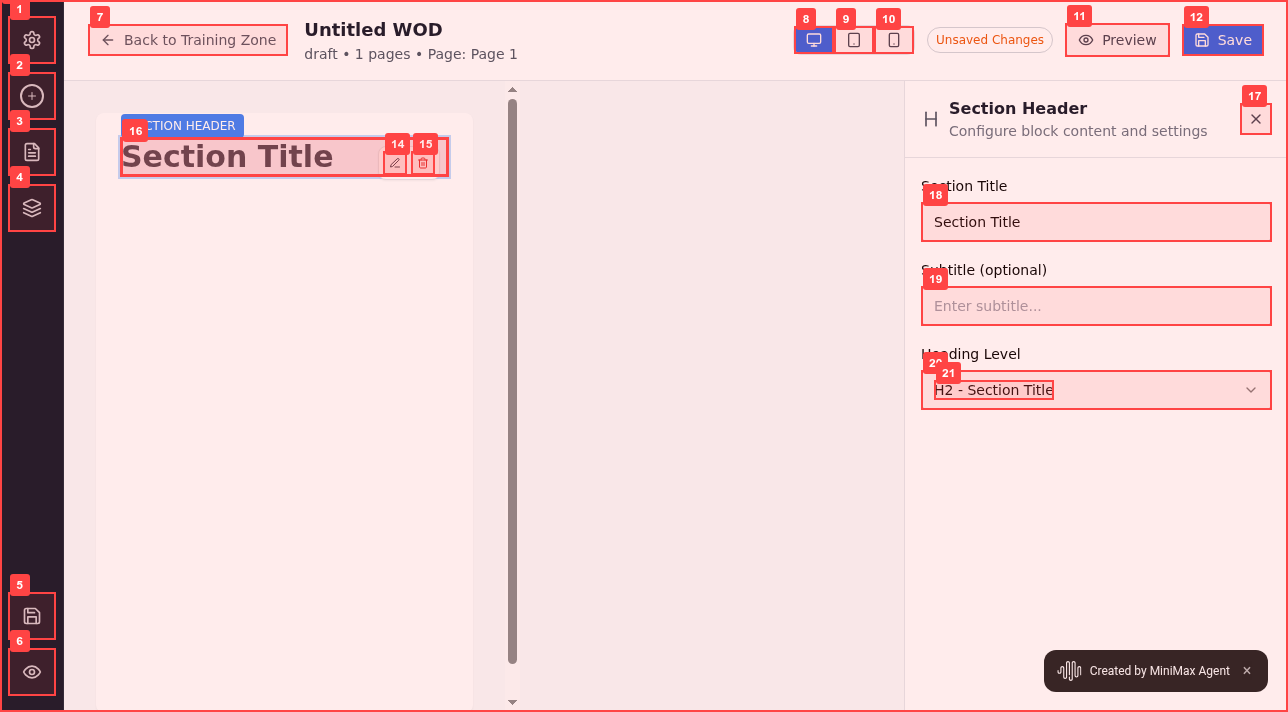 1
2
3
4
5
6
7
Back to Training Zone
Untitled WOD
draft • 1 pages • Page: Page 1
8
9
10
Unsaved Changes
11
Preview
12
Save
CTION HEADER
16
Section Title
14
15
Section Header
Configure block content and settings
17
Section Title
18
Section Title
Subtitle (optional)
19
Enter subtitle...
Heading Level
21
H2 - Section Title
Created by MiniMax Agent